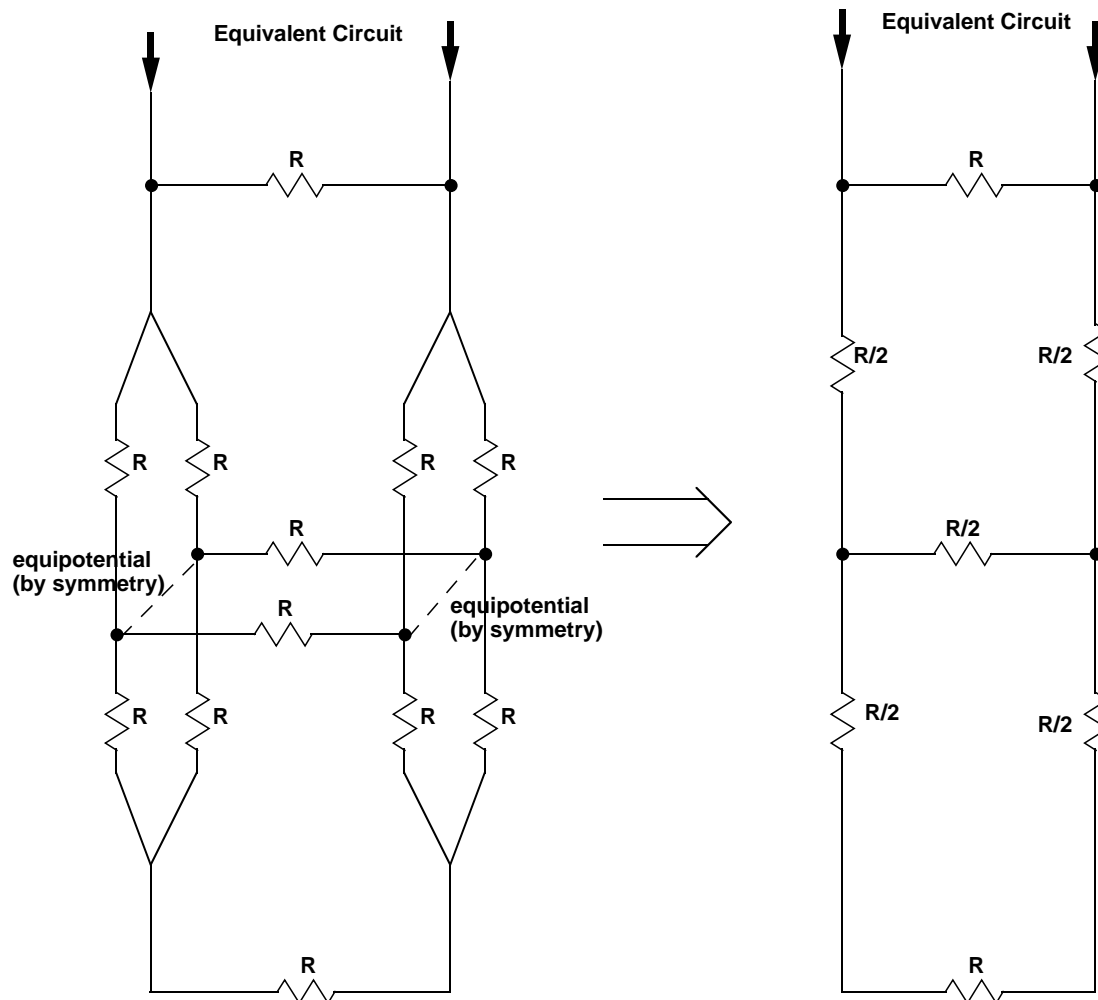 Equivalent Circuit
Equivalent Circuit
R
R
R/2
R/2
R
R
R
R
R
R/2
equipotential
(by symmetry)
equipotential
(by symmetry)
R
R
R
R
R
R/2
R/2
R
R